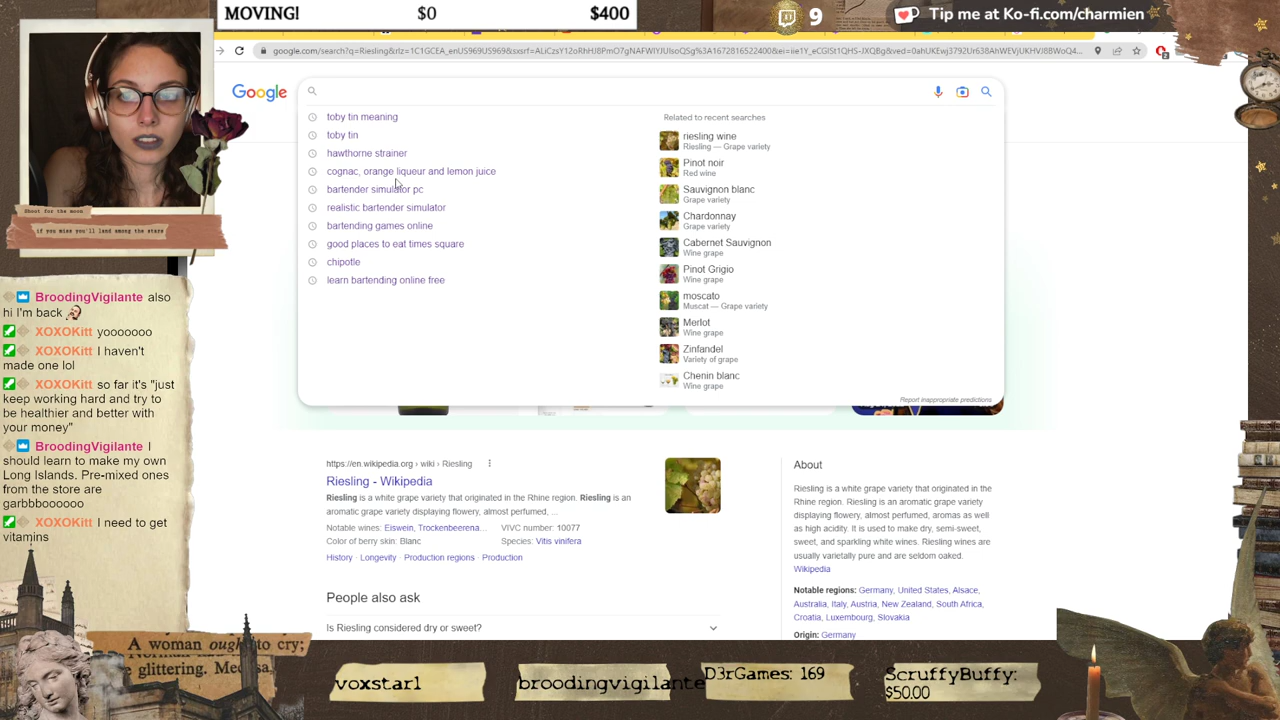 MOVING!
$0
$400
9
Tip me at Ko-fi.com/charmien
Google
toby tin meaning
toby tin
hawthorne strainer
cognac, orange liqueur and lemon juice
bartender simulator pc
realistic bartender simulator
bartending games online
good places to eat times square
chipotle
learn bartending online free
Related to recent searches
riesling wine
Riesling — Grape variety
Pinot noir
Red wine
Sauvignon blanc
Grape variety
Chardonnay
Grape variety
Cabernet Sauvignon
Wine grape
Pinot Grigio
Wine grape
moscato
Muscat — Grape variety
Merlot
Wine grape
Zinfandel
Variety of grape
Chenin blanc
Wine grape
Report inappropriate predictions
Shoot for the moon
if you miss you'll land among the stars
BroodingVigilante also
hi I'm back
XOXOKitt yooooooo
XOXOKitt I haven't
made one lol
XOXOKitt so far it's "just
keep working hard and try to
be healthier and better with
your money"
BroodingVigilante I
should learn to make my own
Long Islands. Pre-mixed ones
from the store are
garbbbooooooo
XOXOKitt I need to get
vitamins
https://en.wikipedia.org › wiki › Riesling
Riesling - Wikipedia
Riesling is a white grape variety that originated in the Rhine region. Riesling is an
aromatic grape variety displaying flowery, almost perfumed, ...
Notable wines: Eiswein, Trockenbeerena... VIVC number: 10077
Color of berry skin: Blanc Species: Vitis vinifera
History · Longevity · Production regions · Production
People also ask
Is Riesling considered dry or sweet?
About
Riesling is a white grape variety that originated in the
Rhine region. Riesling is an aromatic grape variety
displaying flowery, almost perfumed, aromas as well
as high acidity. It is used to make dry, semi-sweet,
sweet, and sparkling white wines. Riesling wines are
usually varietally pure and are seldom oaked.
Wikipedia
Notable regions: Germany, United States, Alsace,
Australia, Italy, Austria, New Zealand, South Africa,
Croatia, Luxembourg, Slovakia
Origin: Germany
A woman ought to cry;
glittering.
voxstar1
broodingvigilante
D3rGames: 169
ScruffyBuffy:
$50.00